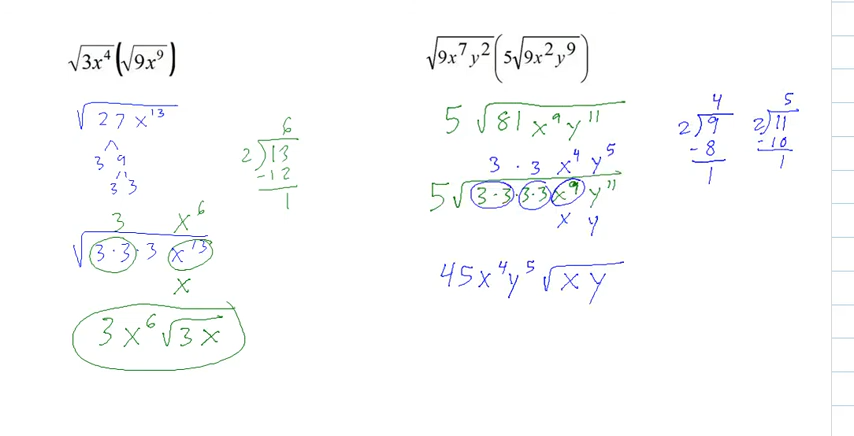 √(3x⁴)(√(9x⁹))
√(27x¹³)
3 9
3 3
6
2)13
-12
1
3 x⁶
√(3·3·3 x¹³)
x
3x⁶√(3x)
√(9x⁷y²)(5√(9x²y⁹))
5√(81x⁹y¹¹)
3 · 3 x⁴ y⁵
5√(3·3·3·3 x⁹ y¹¹)
x y
45x⁴y⁵√(xy)
4
2)9
-8
1
5
2)11
-10
1